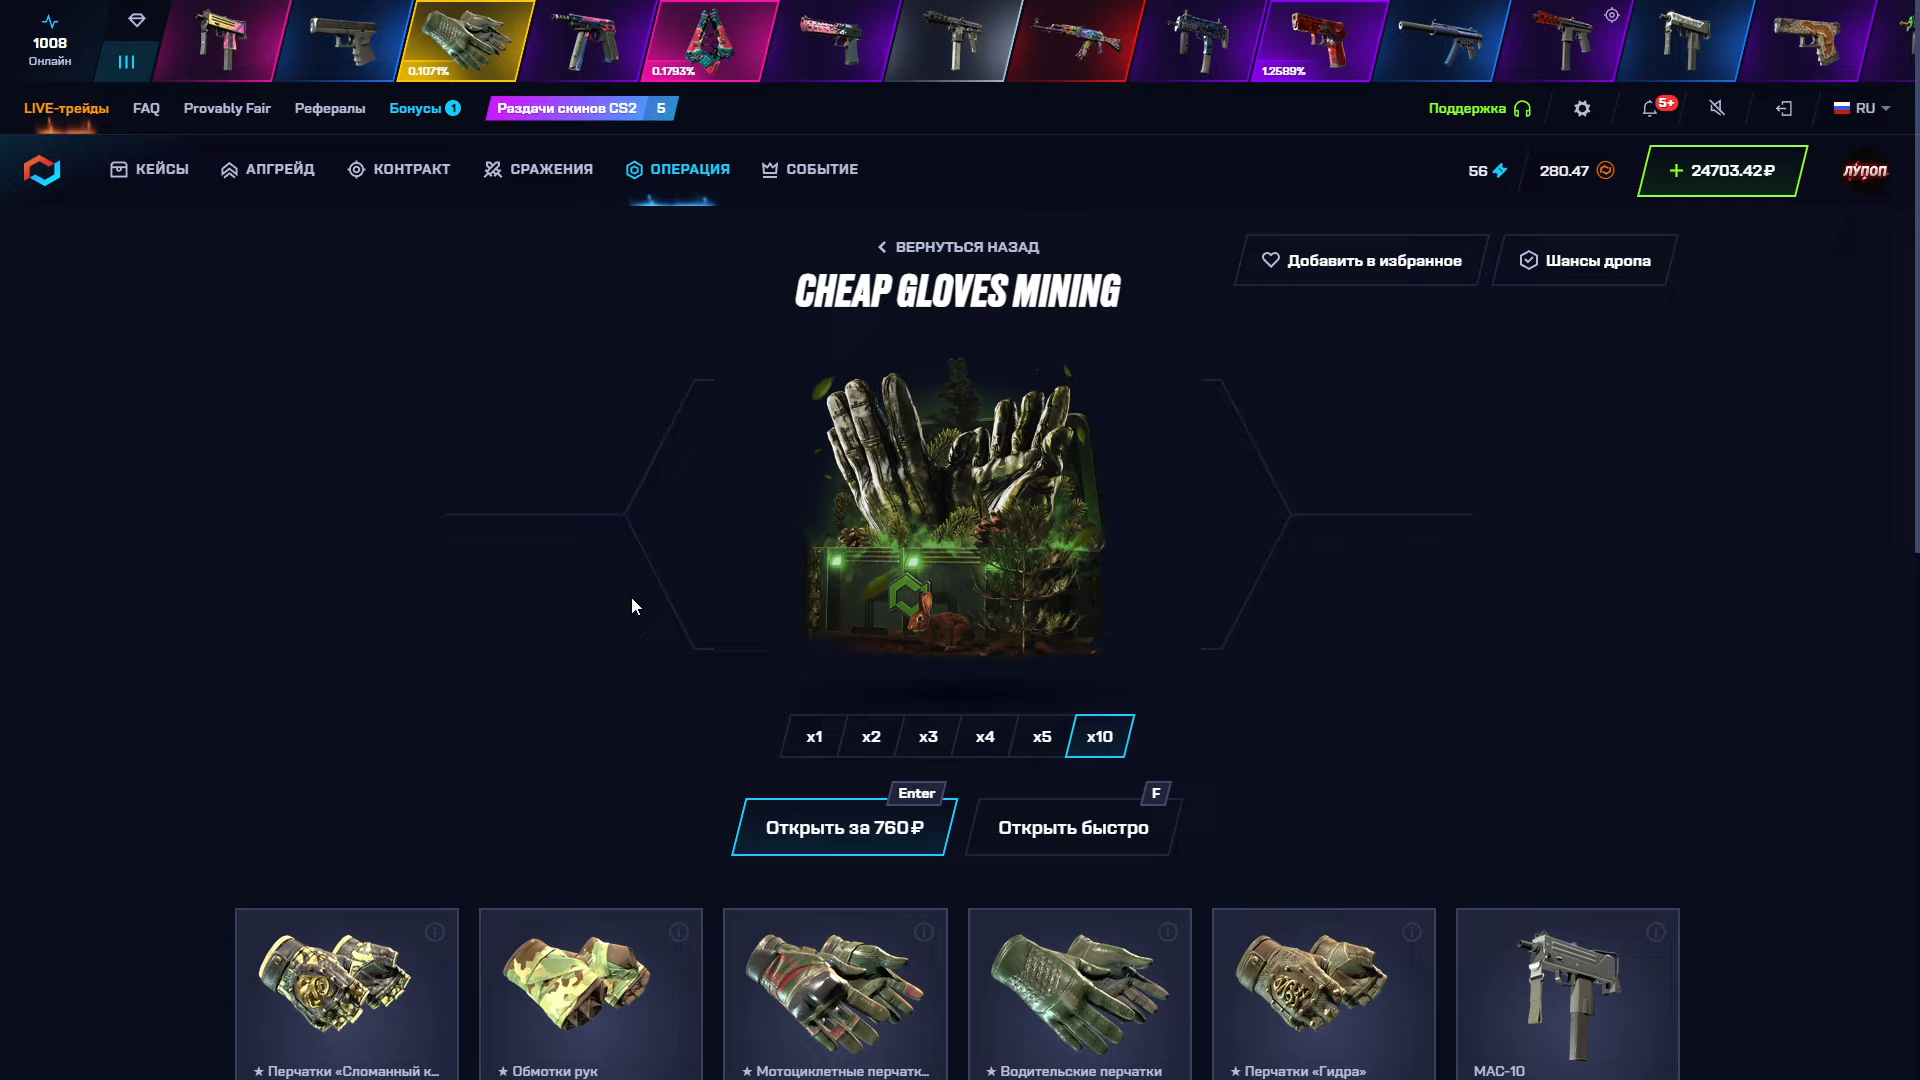 1008
Онлайн
0.1071%
0.1793%
1.2589%
LIVE-трейды
FAQ
Provably Fair
Рефералы
Бонусы 1
Раздачи скинов CS2 5
Поддержка
5+
RU
КЕЙСЫ
АПГРЕЙД
КОНТРАКТ
СРАЖЕНИЯ
ОПЕРАЦИЯ
СОБЫТИЕ
56
280.47
+ 24703.42₽
ЛУПОП
ВЕРНУТЬСЯ НАЗАД
CHEAP GLOVES MINING
Добавить в избранное
Шансы дропа
x1
x2
x3
x4
x5
x10
Enter
Открыть за 760₽
F
Открыть быстро
★ Перчатки «Сломанный к...
★ Обмотки рук
★ Мотоциклетные перчатк...
★ Водительские перчатки
★ Перчатки «Гидра»
MAC-10